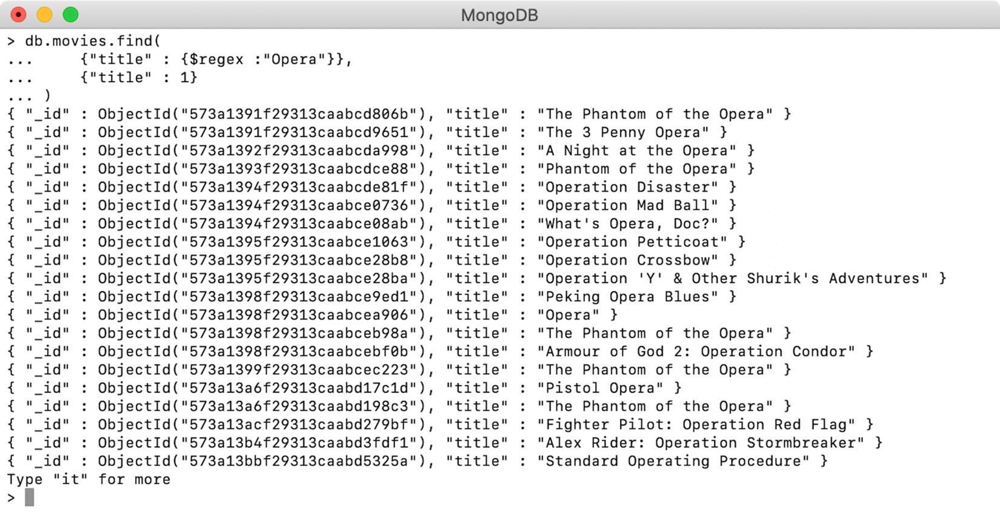 MongoDB
> db.movies.find(
...     {"title" : {$regex :"Opera"}},
...     {"title" : 1}
... )
{ "_id" : ObjectId("573a1391f29313caabcd806b"), "title" : "The Phantom of the Opera" }
{ "_id" : ObjectId("573a1391f29313caabcd9651"), "title" : "The 3 Penny Opera" }
{ "_id" : ObjectId("573a1392f29313caabcda998"), "title" : "A Night at the Opera" }
{ "_id" : ObjectId("573a1393f29313caabcdce88"), "title" : "Phantom of the Opera" }
{ "_id" : ObjectId("573a1394f29313caabcde81f"), "title" : "Operation Disaster" }
{ "_id" : ObjectId("573a1394f29313caabce0736"), "title" : "Operation Mad Ball" }
{ "_id" : ObjectId("573a1394f29313caabce08ab"), "title" : "What's Opera, Doc?" }
{ "_id" : ObjectId("573a1395f29313caabce1063"), "title" : "Operation Petticoat" }
{ "_id" : ObjectId("573a1395f29313caabce28b8"), "title" : "Operation Crossbow" }
{ "_id" : ObjectId("573a1395f29313caabce28ba"), "title" : "Operation 'Y' & Other Shurik's Adventures" }
{ "_id" : ObjectId("573a1398f29313caabce9ed1"), "title" : "Peking Opera Blues" }
{ "_id" : ObjectId("573a1398f29313caabcea906"), "title" : "Opera" }
{ "_id" : ObjectId("573a1398f29313caabceb98a"), "title" : "The Phantom of the Opera" }
{ "_id" : ObjectId("573a1398f29313caabcebf0b"), "title" : "Armour of God 2: Operation Condor" }
{ "_id" : ObjectId("573a1399f29313caabcec223"), "title" : "The Phantom of the Opera" }
{ "_id" : ObjectId("573a13a6f29313caabd17c1d"), "title" : "Pistol Opera" }
{ "_id" : ObjectId("573a13a6f29313caabd198c3"), "title" : "The Phantom of the Opera" }
{ "_id" : ObjectId("573a13acf29313caabd279bf"), "title" : "Fighter Pilot: Operation Red Flag" }
{ "_id" : ObjectId("573a13b4f29313caabd3fdf1"), "title" : "Alex Rider: Operation Stormbreaker" }
{ "_id" : ObjectId("573a13bbf29313caabd5325a"), "title" : "Standard Operating Procedure" }
Type "it" for more
>